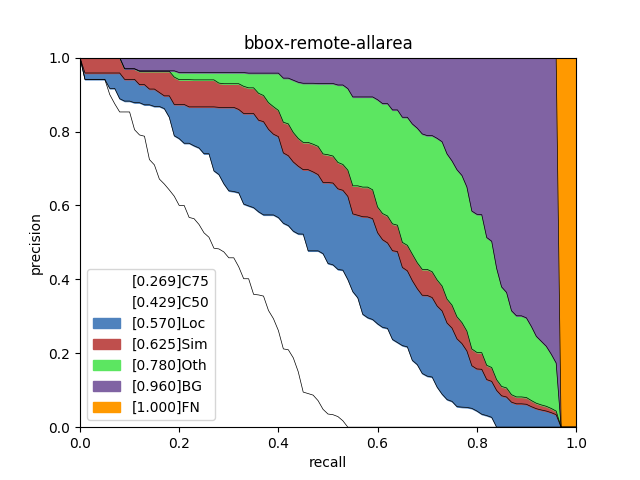 bbox-remote-allarea
precision
1.0
0.8
0.6
0.4
0.2
0.0
[0.269]C75
[0.429]C50
[0.570]Loc
[0.625]Sim
[0.780]Oth
[0.960]BG
[1.000]FN
0.0 0.2 0.4 0.6 0.8 1.0
recall